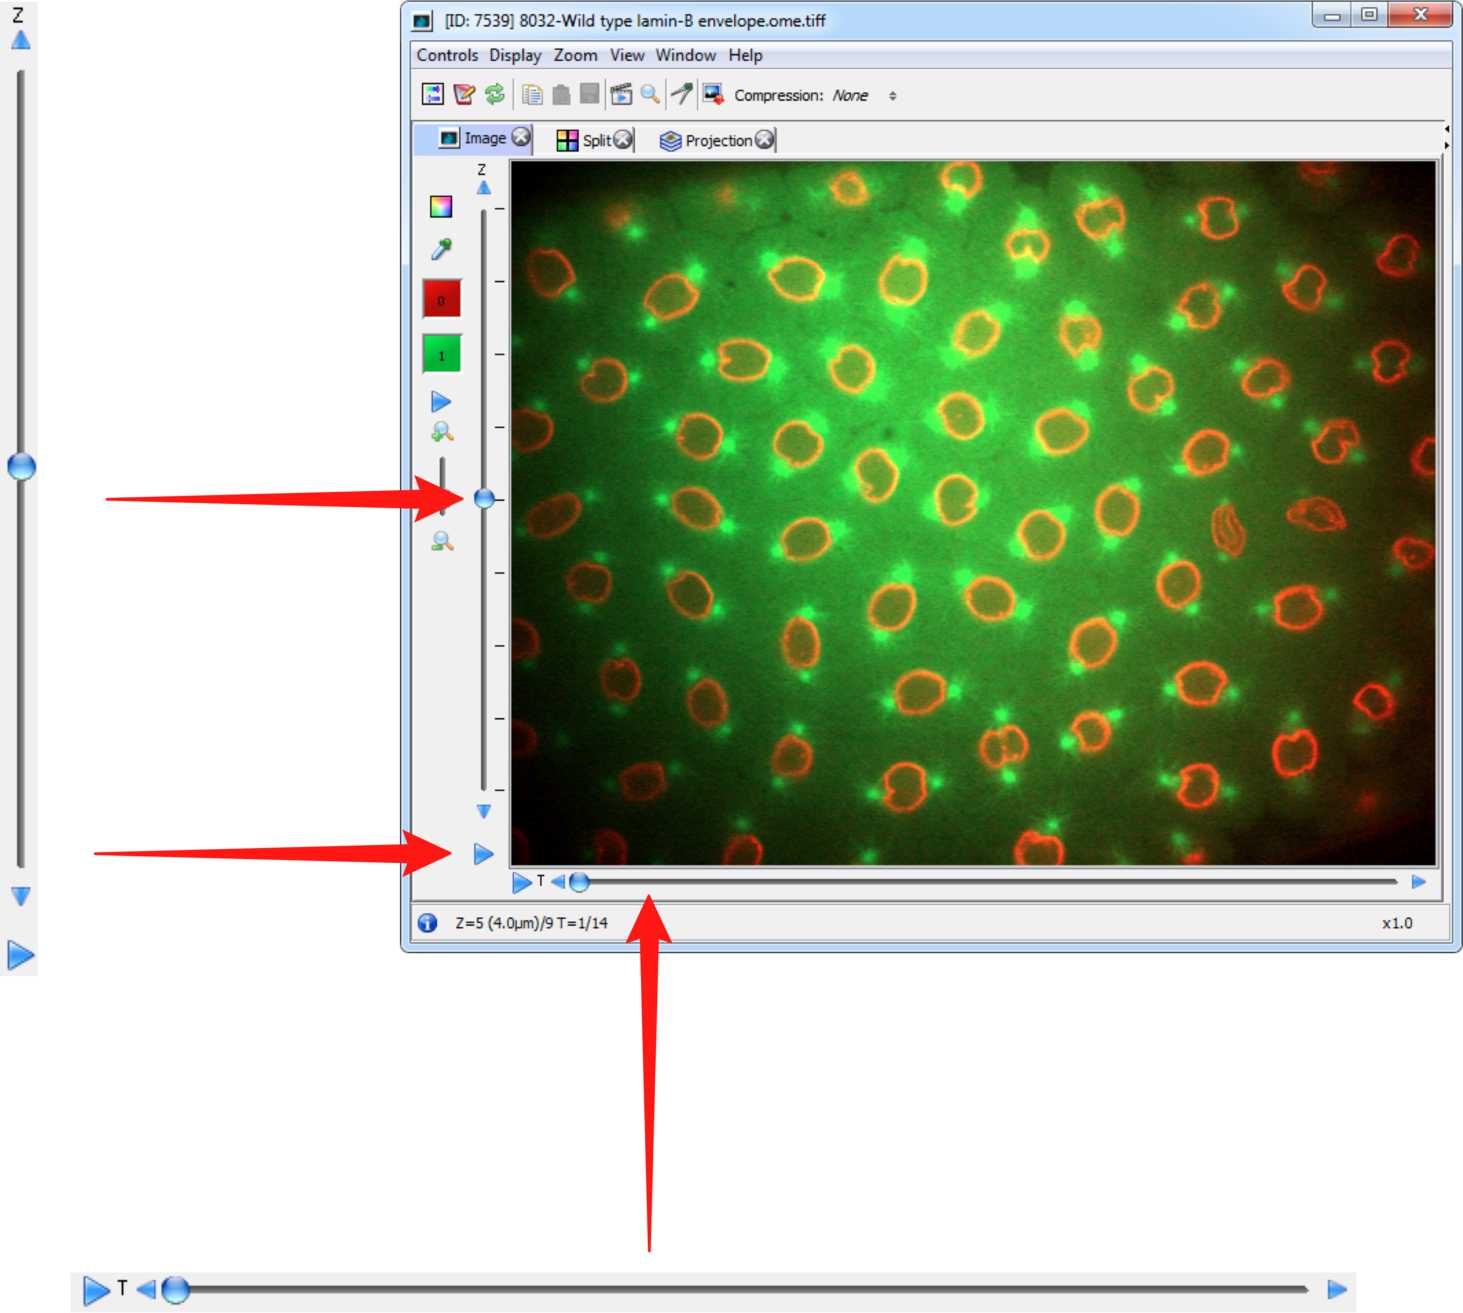 Z
[ID: 7539] 8032-Wild type lamin-B envelope.ome.tiff
Controls Display Zoom View Window Help
Compression: None
Image Split Projection
Z
0
1
T
Z=5 (4.0µm)/9 T=1/14 x1.0
T